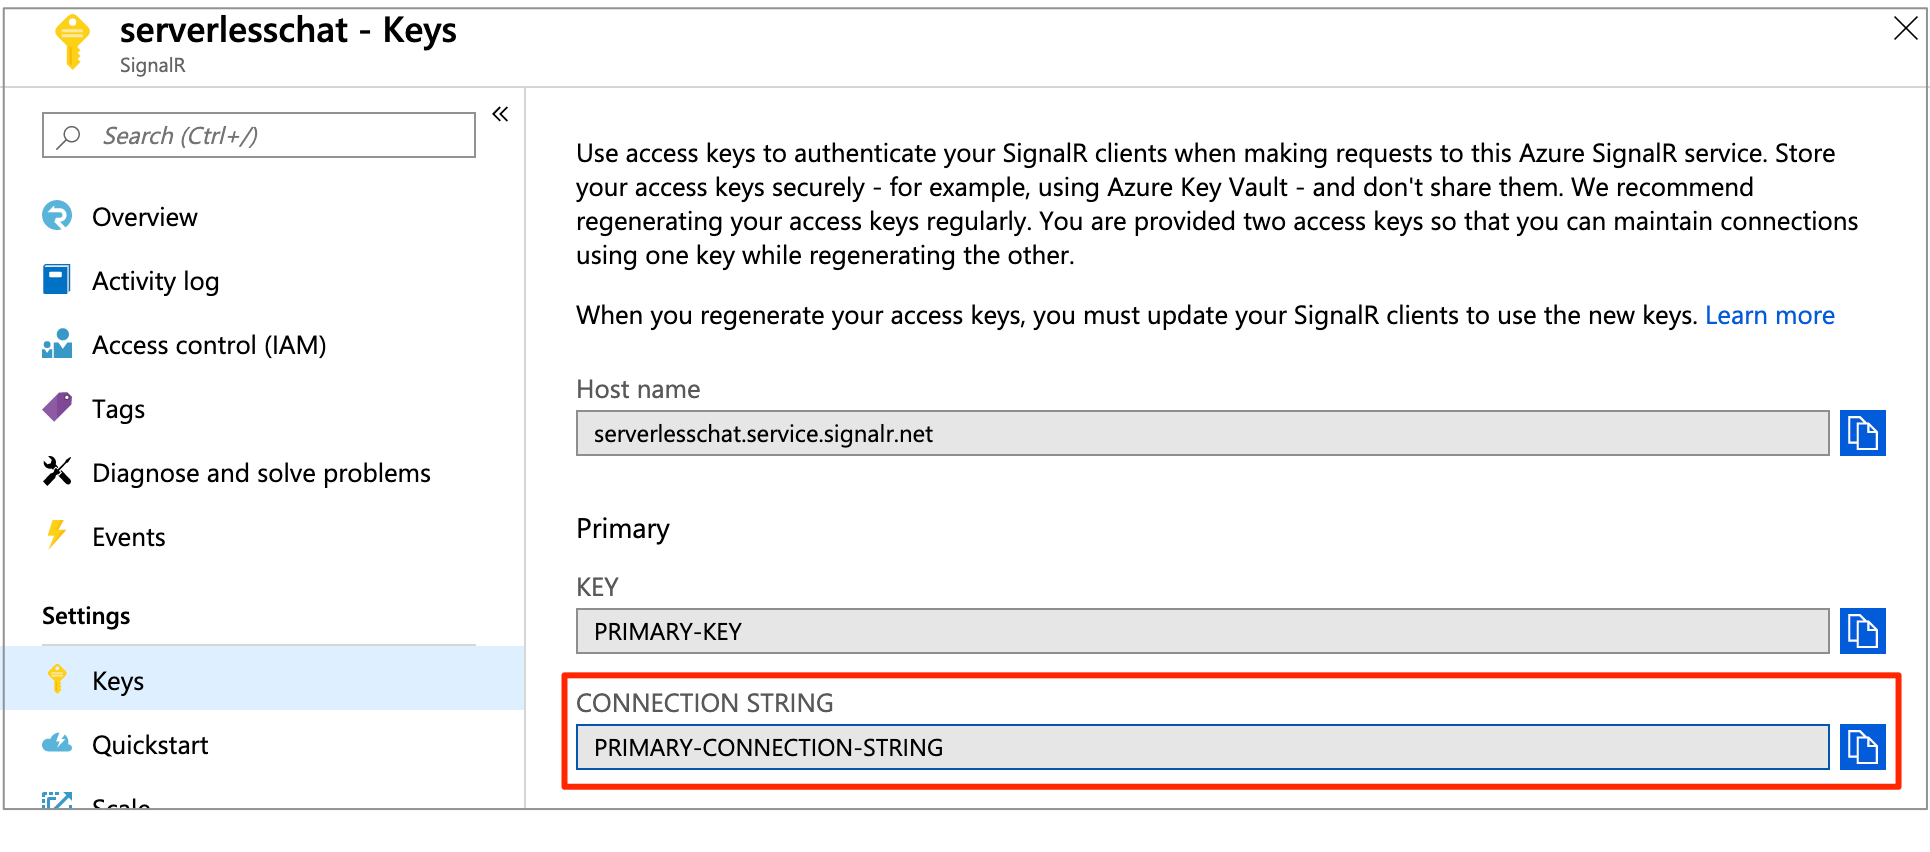 serverlesschat - Keys
SignalR
Search (Ctrl+/)
Overview
Activity log
Access control (IAM)
Tags
Diagnose and solve problems
Events
Settings
Keys
Quickstart
Scale
Use access keys to authenticate your SignalR clients when making requests to this Azure SignalR service. Store
your access keys securely - for example, using Azure Key Vault - and don't share them. We recommend
regenerating your access keys regularly. You are provided two access keys so that you can maintain connections
using one key while regenerating the other.
When you regenerate your access keys, you must update your SignalR clients to use the new keys. Learn more
Host name
serverlesschat.service.signalr.net
Primary
KEY
PRIMARY-KEY
CONNECTION STRING
PRIMARY-CONNECTION-STRING